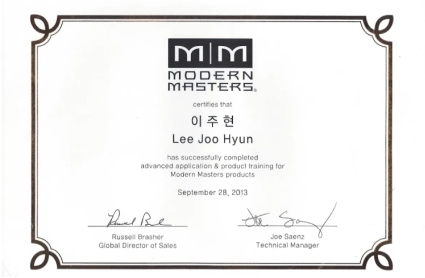 M|M
MODERN
MASTERS®
certifies that
이주현
Lee Joo Hyun
has successfully completed
advanced application & product training for
Modern Masters products
September 28, 2013
Russell Brasher
Joe Saenz
Global Director of Sales
Technical Manager